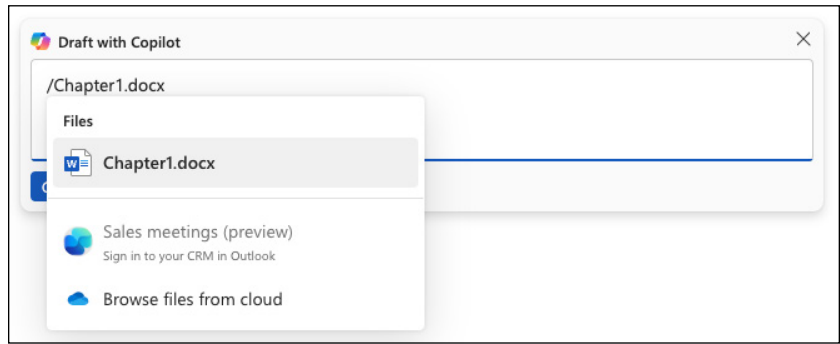 Draft with Copilot
/Chapter1.docx
Files
Chapter1.docx
Sales meetings (preview)
Sign in to your CRM in Outlook
Browse files from cloud